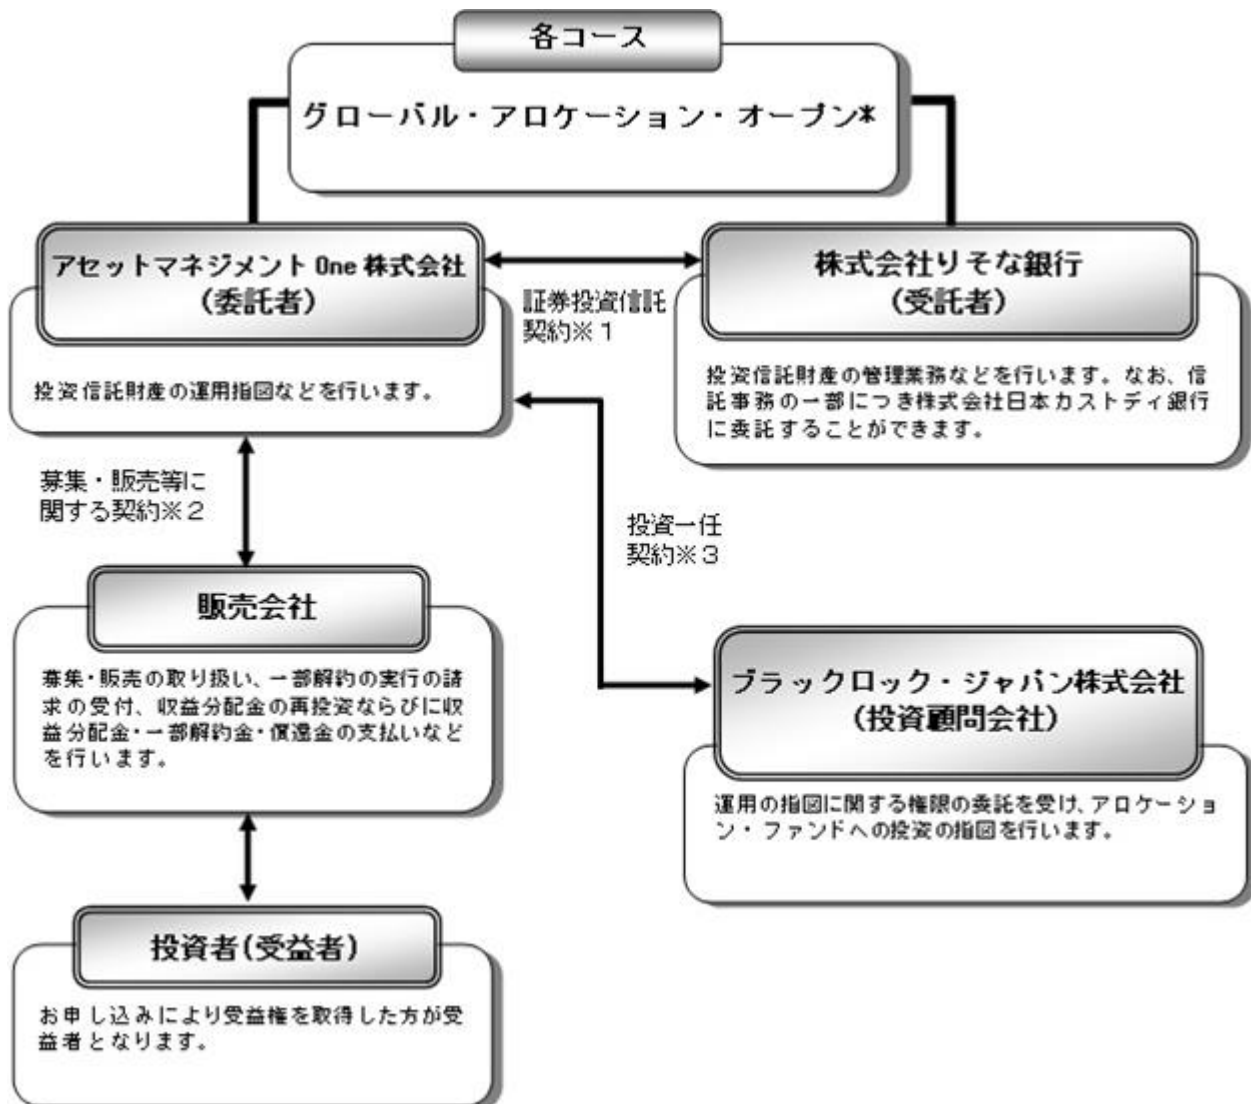 各コース
グローバル・アロケーション・オープン*
アセットマネジメント One 株式会社
(委託者)
投資信託財産の運用指図などを行います。
証券投資信託
契約※１
株式会社りそな銀行
(受託者)
投資信託財産の管理業務などを行います。なお、信
託事務の一部につき株式会社日本カストディ銀行
に委託することができます。
募集・販売等に
関する契約※２
投資一任
契約※３
販売会社
募集・販売の取り扱い、一部解約の実行の請
求の受付、収益分配金の再投資ならびに収
益分配金・一部解約金・償還金の支払いなど
を行います。
ブラックロック・ジャパン株式会社
(投資顧問会社)
運用の指図に関する権限の委託を受け、アロケーショ
ン・ファンドへの投資の指図を行います。
投資者(受益者)
お申し込みにより受益権を取得した方が受
益者となります。